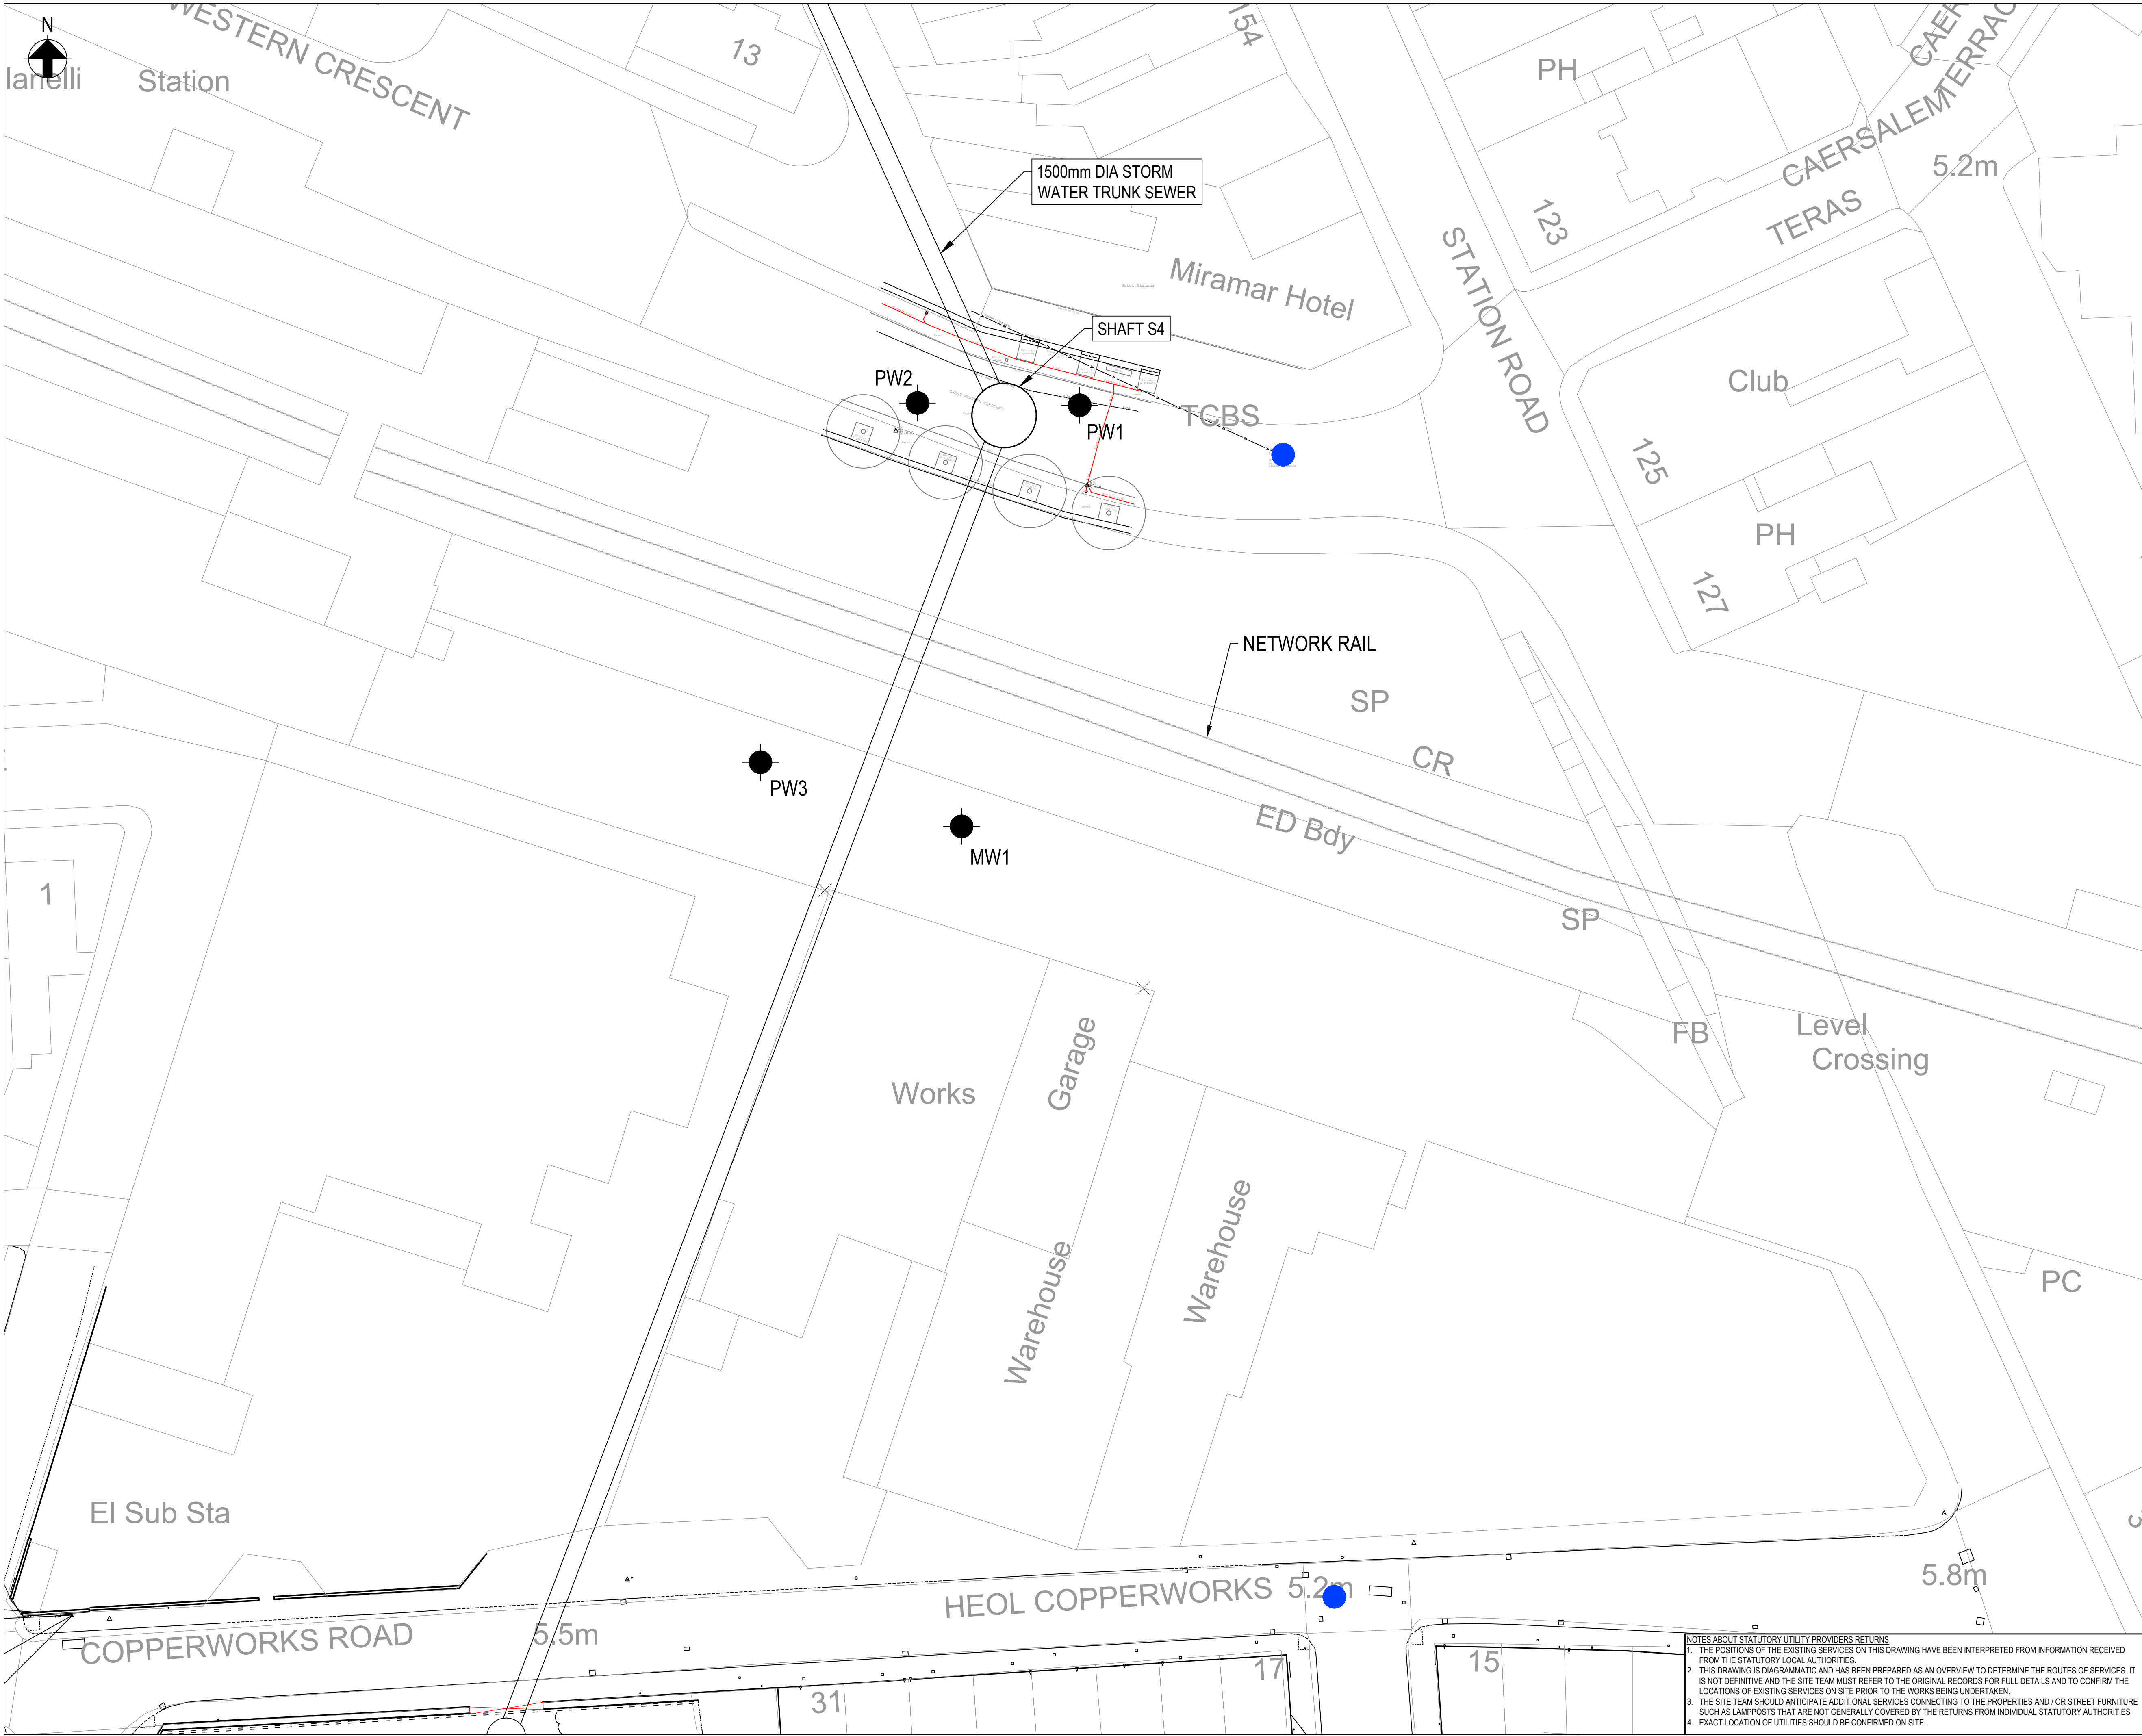 N
WESTERN CRESCENT
lanelli
Station
13
154
PH
CAERSALEM TERRAC
5.2m
1500mm DIA STORM
WATER TRUNK SEWER
123
TERAS
STATION ROAD
Miramar Hotel
SHAFT S4
PW2
PW1
TCBS
Club
125
PH
127
NETWORK RAIL
SP
CR
PW3
ED Bdy
MW1
1
SP
FB
Level
Crossing
Works
Garage
Warehouse
Warehouse
PC
El Sub Sta
HEOL COPPERWORKS
5.2m
5.8m
COPPERWORKS ROAD
5.5m
31
17
15
NOTES ABOUT STATUTORY UTILITY PROVIDERS RETURNS
1. THE POSITIONS OF THE EXISTING SERVICES ON THIS DRAWING HAVE BEEN INTERPRETED FROM INFORMATION RECEIVED
FROM THE STATUTORY LOCAL AUTHORITIES.
2. THIS DRAWING IS DIAGRAMMATIC AND HAS BEEN PREPARED AS AN OVERVIEW TO DETERMINE THE ROUTES OF SERVICES. IT
IS NOT DEFINITIVE AND THE SITE TEAM MUST REFER TO THE ORIGINAL RECORDS FOR FULL DETAILS AND TO CONFIRM THE
LOCATIONS OF EXISTING SERVICES ON SITE PRIOR TO THE WORKS BEING UNDERTAKEN.
3. THE SITE TEAM SHOULD ANTICIPATE ADDITIONAL SERVICES CONNECTING TO THE PROPERTIES AND / OR STREET FURNITURE
SUCH AS LAMPPOSTS THAT ARE NOT GENERALLY COVERED BY THE RETURNS FROM INDIVIDUAL STATUTORY AUTHORITIES
4. EXACT LOCATION OF UTILITIES SHOULD BE CONFIRMED ON SITE.